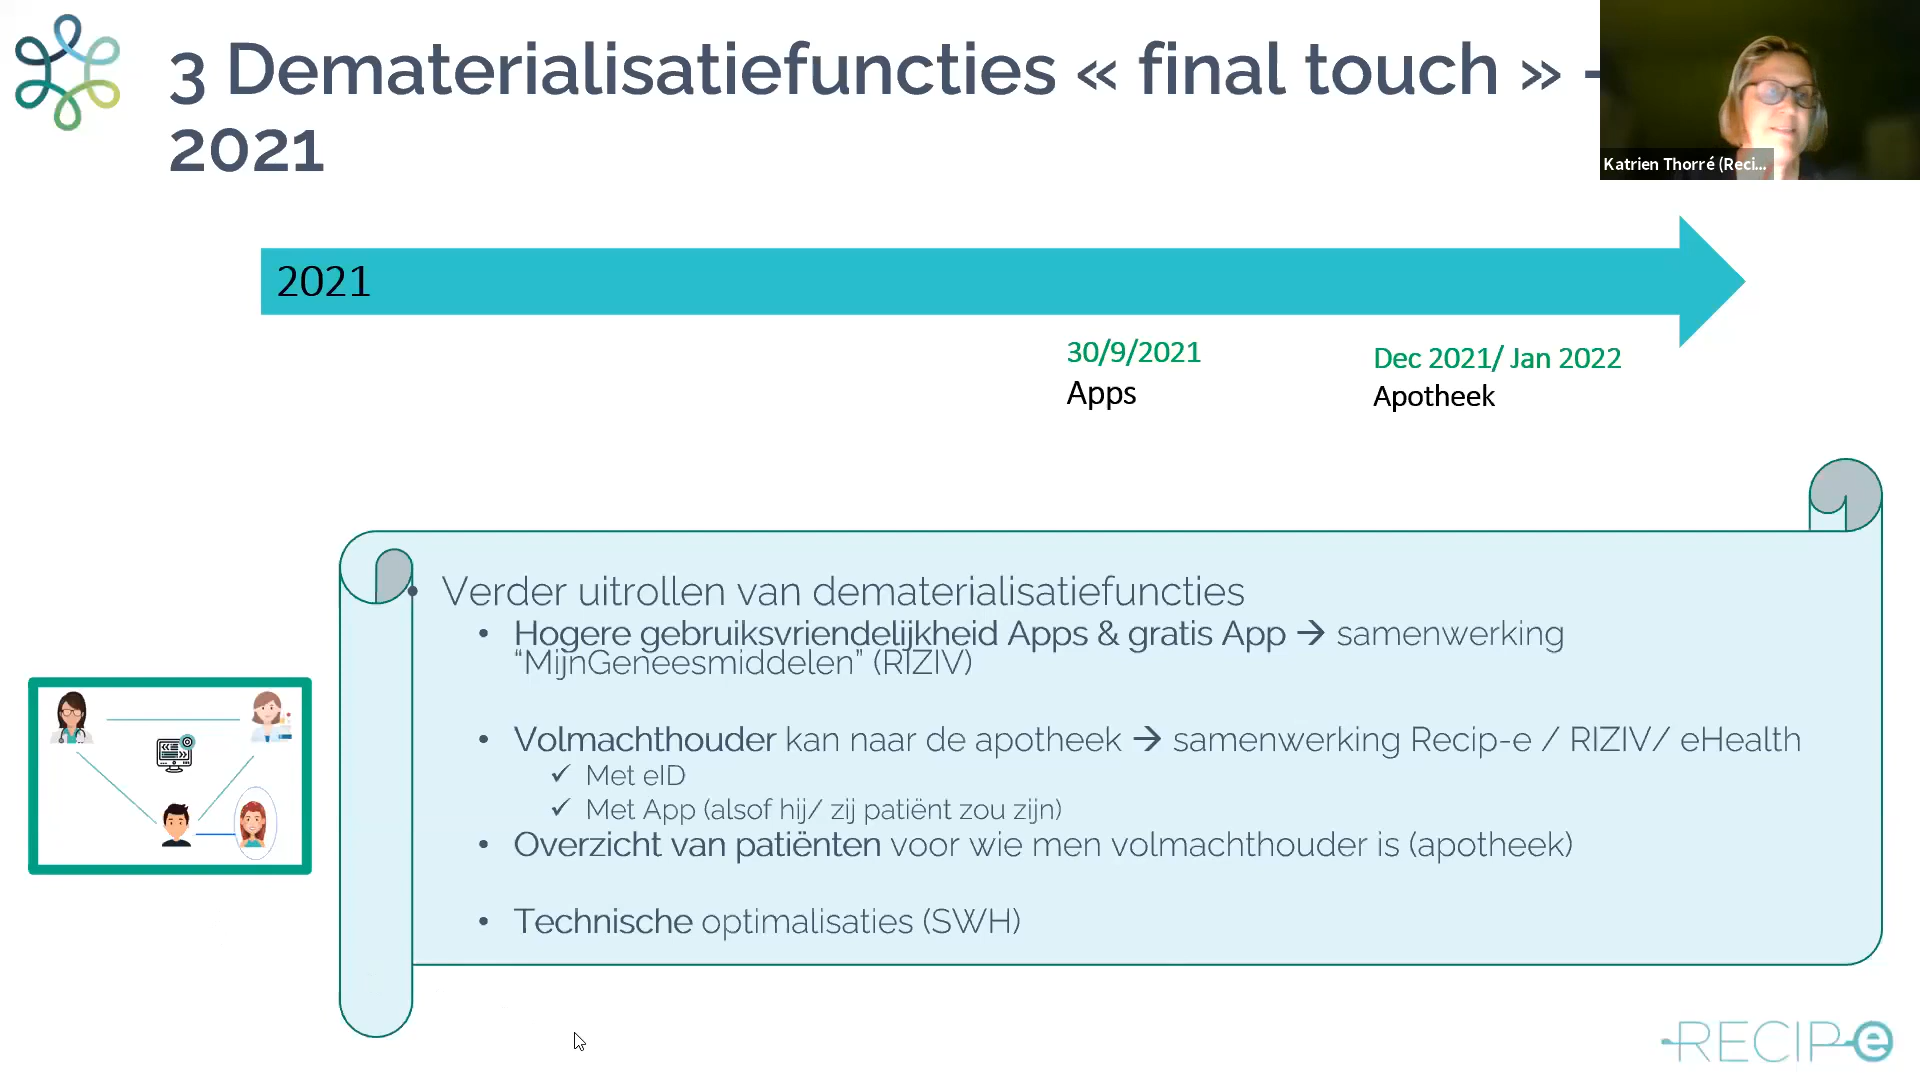 3 Dematerialisatiefuncties « final touch » -
2021
Katrien Thorré (Reci...
2021
30/9/2021
Apps
Dec 2021/ Jan 2022
Apotheek
• Verder uitrollen van dematerialisatiefuncties
• Hogere gebruiksvriendelijkheid Apps & gratis App → samenwerking
“MijnGeneesmiddelen” (RIZIV)
• Volmachthouder kan naar de apotheek → samenwerking Recip-e / RIZIV/ eHealth
✓ Met eID
✓ Met App (alsof hij/ zij patiënt zou zijn)
• Overzicht van patiënten voor wie men volmachthouder is (apotheek)
• Technische optimalisaties (SWH)
RECIP-e